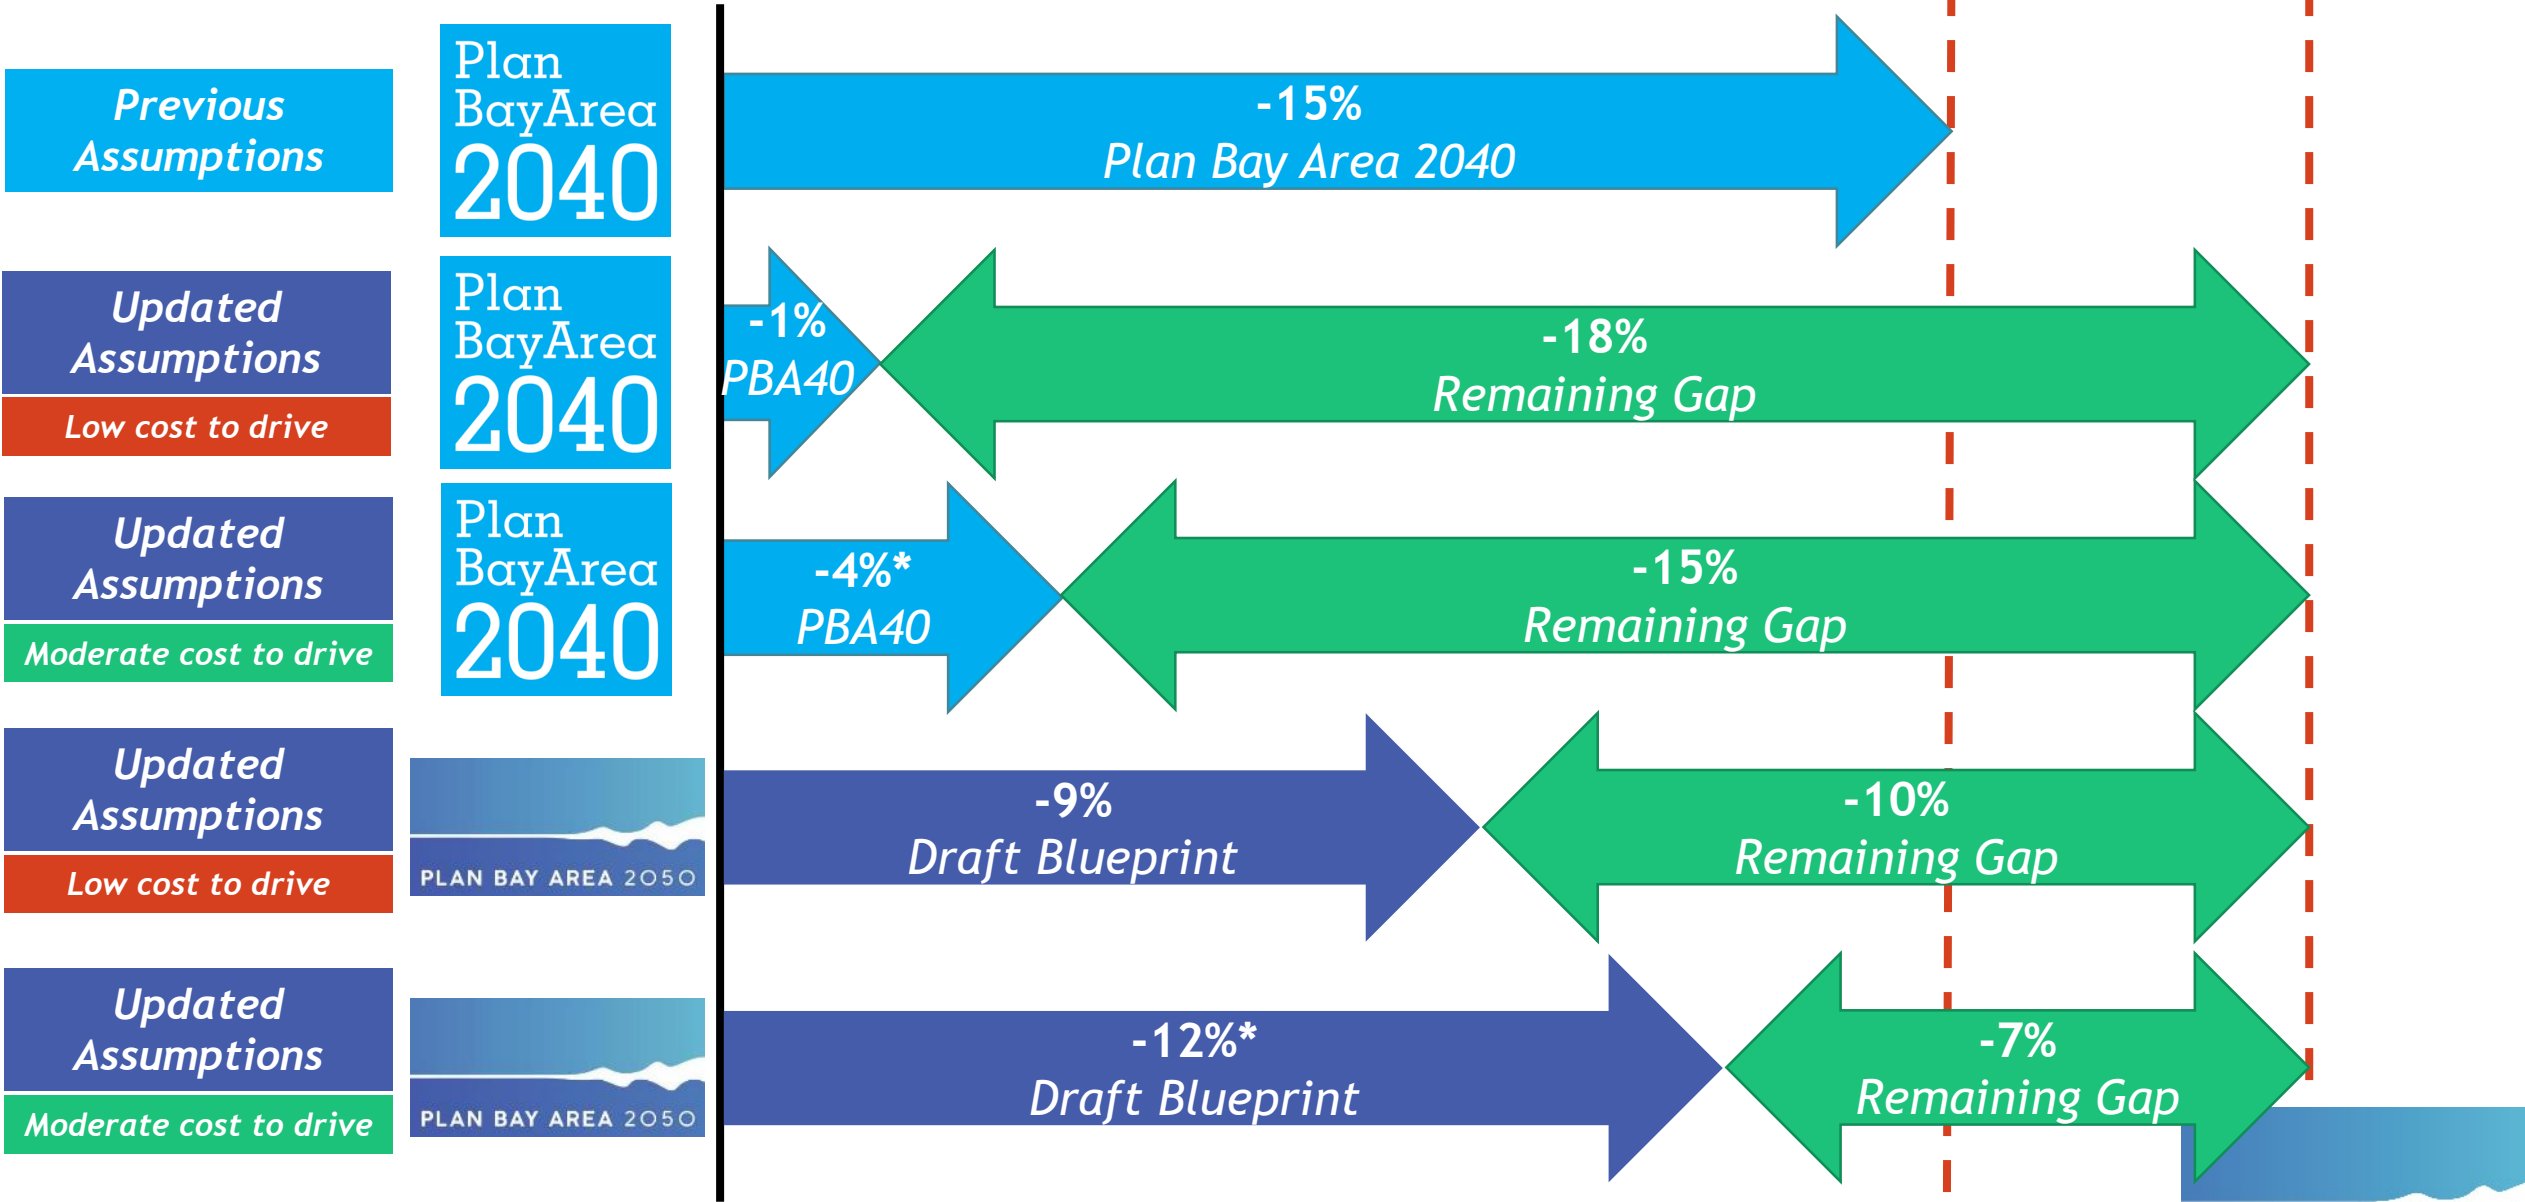 Previous
Assumptions
Plan
BayArea
2040
-15%
Plan Bay Area 2040
Updated
Assumptions
Low cost to drive
Plan
BayArea
2040
-1%
PBA40
-18%
Remaining Gap
Updated
Assumptions
Moderate cost to drive
Plan
BayArea
2040
-4%*
PBA40
-15%
Remaining Gap
Updated
Assumptions
Low cost to drive
PLAN BAY AREA 2050
-9%
Draft Blueprint
-10%
Remaining Gap
Updated
Assumptions
Moderate cost to drive
PLAN BAY AREA 2050
-12%*
Draft Blueprint
-7%
Remaining Gap